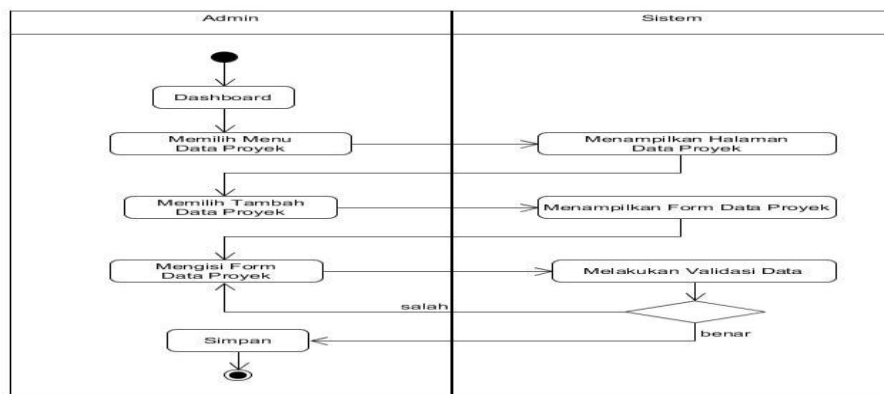 Admin
Sistem
Dashboard
Memilih Menu
Data Proyek
Menampilkan Halaman
Data Proyek
Memilih Tambah
Data Proyek
Menampilkan Form Data Proyek
Mengisi Form
Data Proyek
Melakukan Validasi Data
salah
benar
Simpan